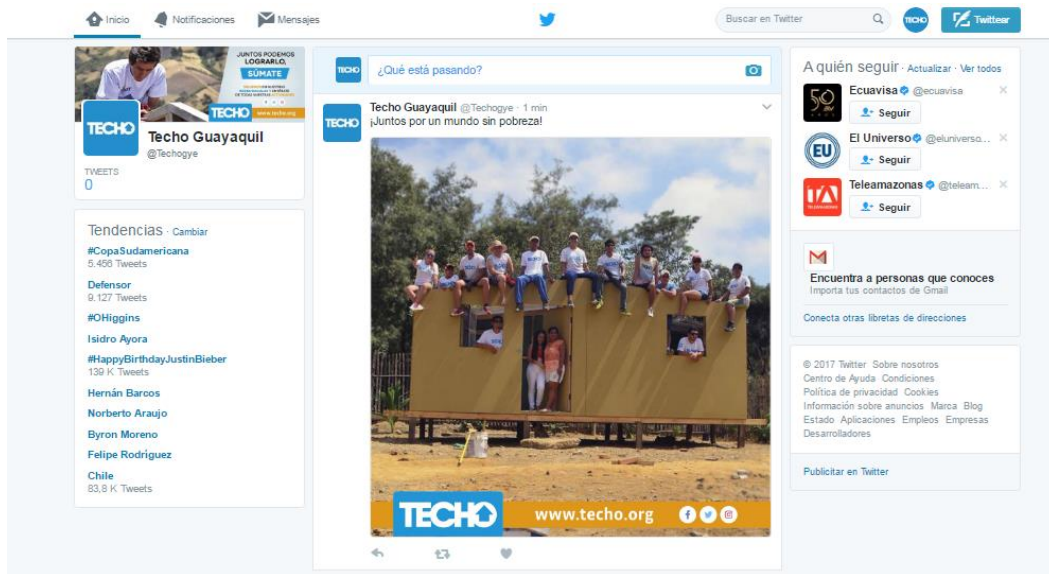 Inicio
Notificaciones
Mensajes
Buscar en Twitter
TECHO
Twittear
JUNTOS PODEMOS
LOGRARLO,
SÚMATE
TECHO
www.techo.org
TECHO
Techo Guayaquil
@Techogye
TWEETS
0
Tendencias · Cambiar
#CopaSudamericana
5.456 Tweets
Defensor
9.127 Tweets
#OHiggins
Isidro Ayora
#HappyBirthdayJustinBieber
139 K Tweets
Hernán Barcos
Norberto Araujo
Byron Moreno
Felipe Rodriguez
Chile
83,8 K Tweets
TECHO
¿Qué está pasando?
TECHO
Techo Guayaquil @Techogye · 1 min
¡Juntos por un mundo sin pobreza!
TECHO
www.techo.org
A quién seguir · Actualizar · Ver todos
50
AÑOS
Ecuavisa @ecuavisa
Seguir
EU
El Universo @eluniverso...
Seguir
TA
Teleamazonas @teleam...
Seguir
Encuentra a personas que conoces
Importa tus contactos de Gmail
Conecta otras libretas de direcciones
© 2017 Twitter Sobre nosotros
Centro de Ayuda Condiciones
Política de privacidad Cookies
Información sobre anuncios Marca Blog
Estado Aplicaciones Empleos Empresas
Desarrolladores
Publicitar en Twitter